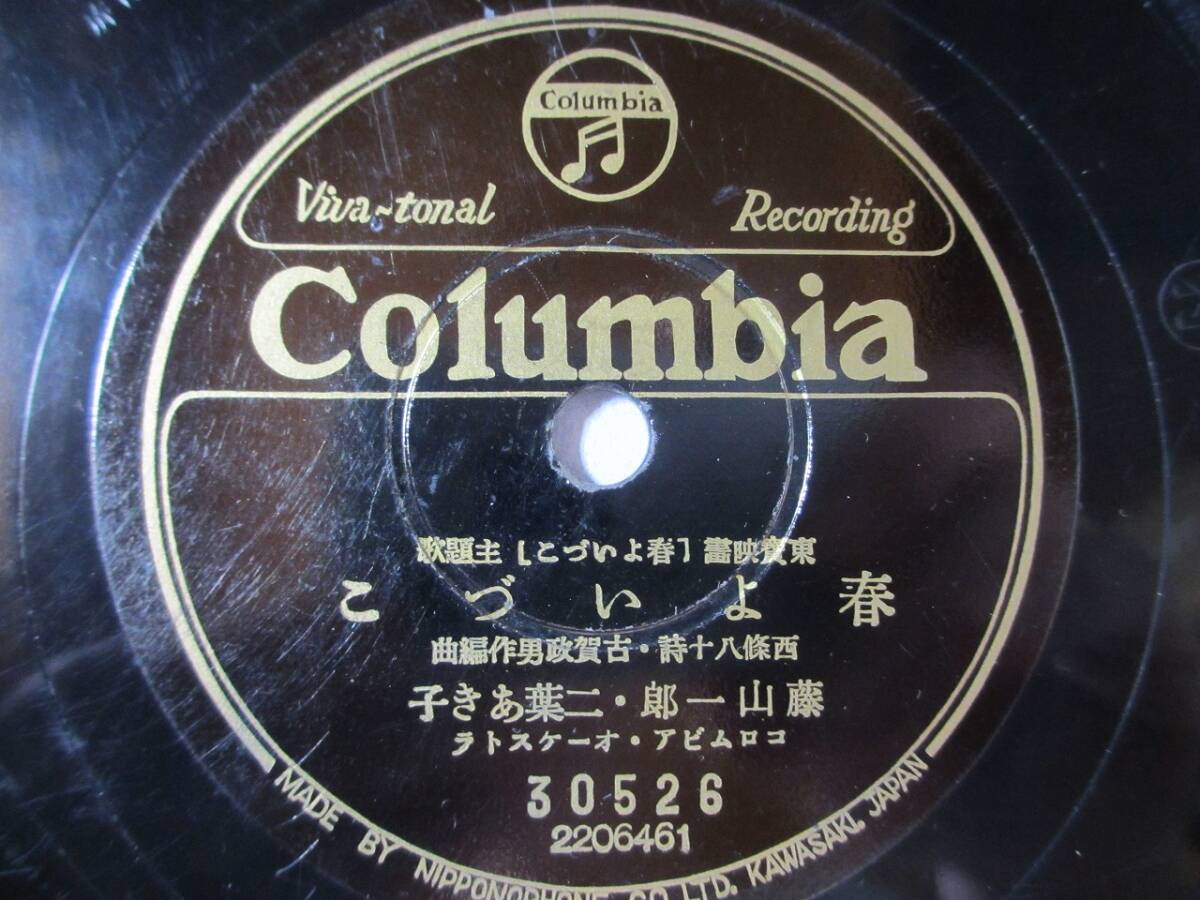 Columbia
Viva-tonal Recording
Columbia
東寶映畫[春よいづこ]主題歌
春よいづこ
西條八十詩・古賀政男作編曲
藤山一郎・二葉あき子
コロムビア・オーケストラ
30526
2206461
MADE BY NIPPONOPHONE CO LTD. KAWASAKI, JAPAN